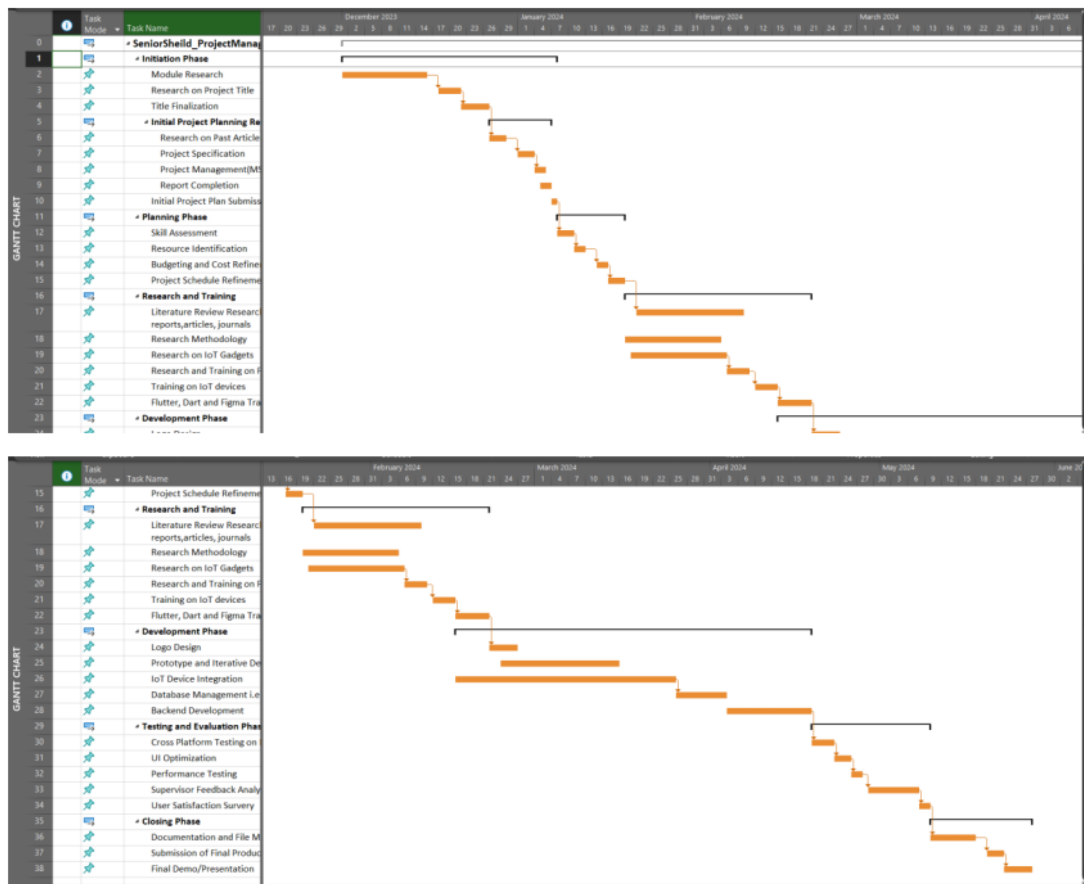 Task Mode
Task Name
December 2023 January 2024 February 2024 March 2024 April 2024
17 20 23 26 29 2 5 8 11 14 17 20 23 26 29 1 4 7 10 13 16 19 22 25 28 31 3 6 9 12 15 18 21 24 27 1 4 7 10 13 16 19 22 25 28 31 3 6
GANTT CHART
0 SeniorSheild_ProjectManag
1 Initiation Phase
2 Module Research
3 Research on Project Title
4 Title Finalization
5 Initial Project Planning Re
6 Research on Past Article
7 Project Specification
8 Project Management(MS
9 Report Completion
10 Initial Project Plan Submiss
11 Planning Phase
12 Skill Assessment
13 Resource Identification
14 Budgeting and Cost Refine
15 Project Schedule Refineme
16 Research and Training
17 Literature Review Researc
reports,articles, journals
18 Research Methodology
19 Research on IoT Gadgets
20 Research and Training on F
21 Training on IoT devices
22 Flutter, Dart and Figma Tra
23 Development Phase
24 Logo Design
Task Mode
Task Name
February 2024 March 2024 April 2024 May 2024 June 20
13 16 19 22 25 28 31 3 6 9 12 15 18 21 24 27 1 4 7 10 13 16 19 22 25 28 31 3 6 9 12 15 18 21 24 27 30 3 6 9 12 15 18 21 24 27 30 2
GANTT CHART
15 Project Schedule Refineme
16 Research and Training
17 Literature Review Researc
reports,articles, journals
18 Research Methodology
19 Research on IoT Gadgets
20 Research and Training on F
21 Training on IoT devices
22 Flutter, Dart and Figma Tra
23 Development Phase
24 Logo Design
25 Prototype and Iterative De
26 IoT Device Integration
27 Database Management i.e
28 Backend Development
29 Testing and Evaluation Phas
30 Cross Platform Testing on
31 UI Optimization
32 Performance Testing
33 Supervisor Feedback Analy
34 User Satisfaction Survery
35 Closing Phase
36 Documentation and File M
37 Submission of Final Produc
38 Final Demo/Presentation